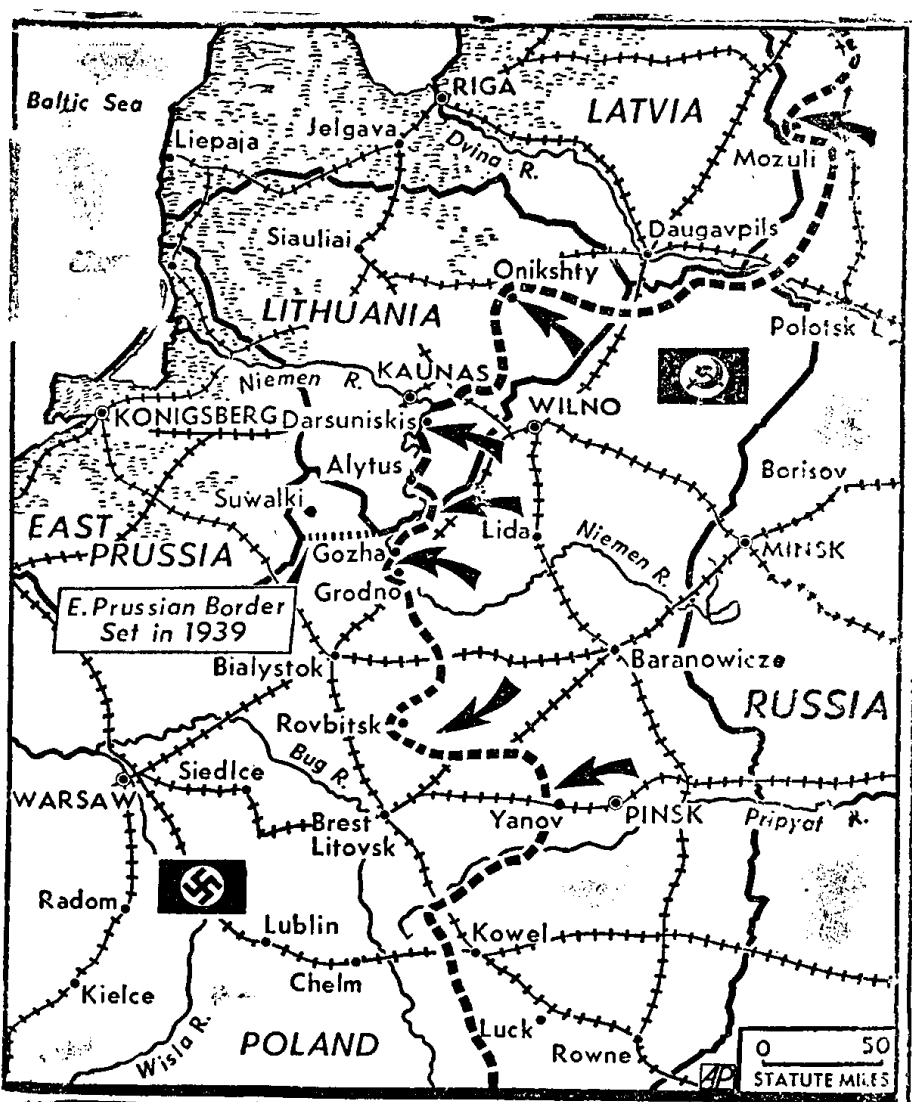 RIGA
Baltic Sea
LATVIA
Jelgava
Liepaja
Dvina R.
Mozuli
Siauliai
Daugavpils
Onikshty
LITHUANIA
Polotsk
KAUNAS
Niemen R.
KONIGSBERG
Darsuniskis
WILNO
Alytus
Borisov
Suwalki
EAST
PRUSSIA
Lida
Niemen R.
MINSK
Gozha
Grodno
E. Prussian Border
Set in 1939
Bialystok
Baranowicze
RUSSIA
Rovbitsk
Bug R.
Siedlce
WARSAW
Brest
Litovsk
Yanov
PINSK
Pripyat R.
Radom
Lublin
Kowel
Chelm
Kielce
Wisla R.
POLAND
Luck
Rowne
AP
0 50
STATUTE MILES